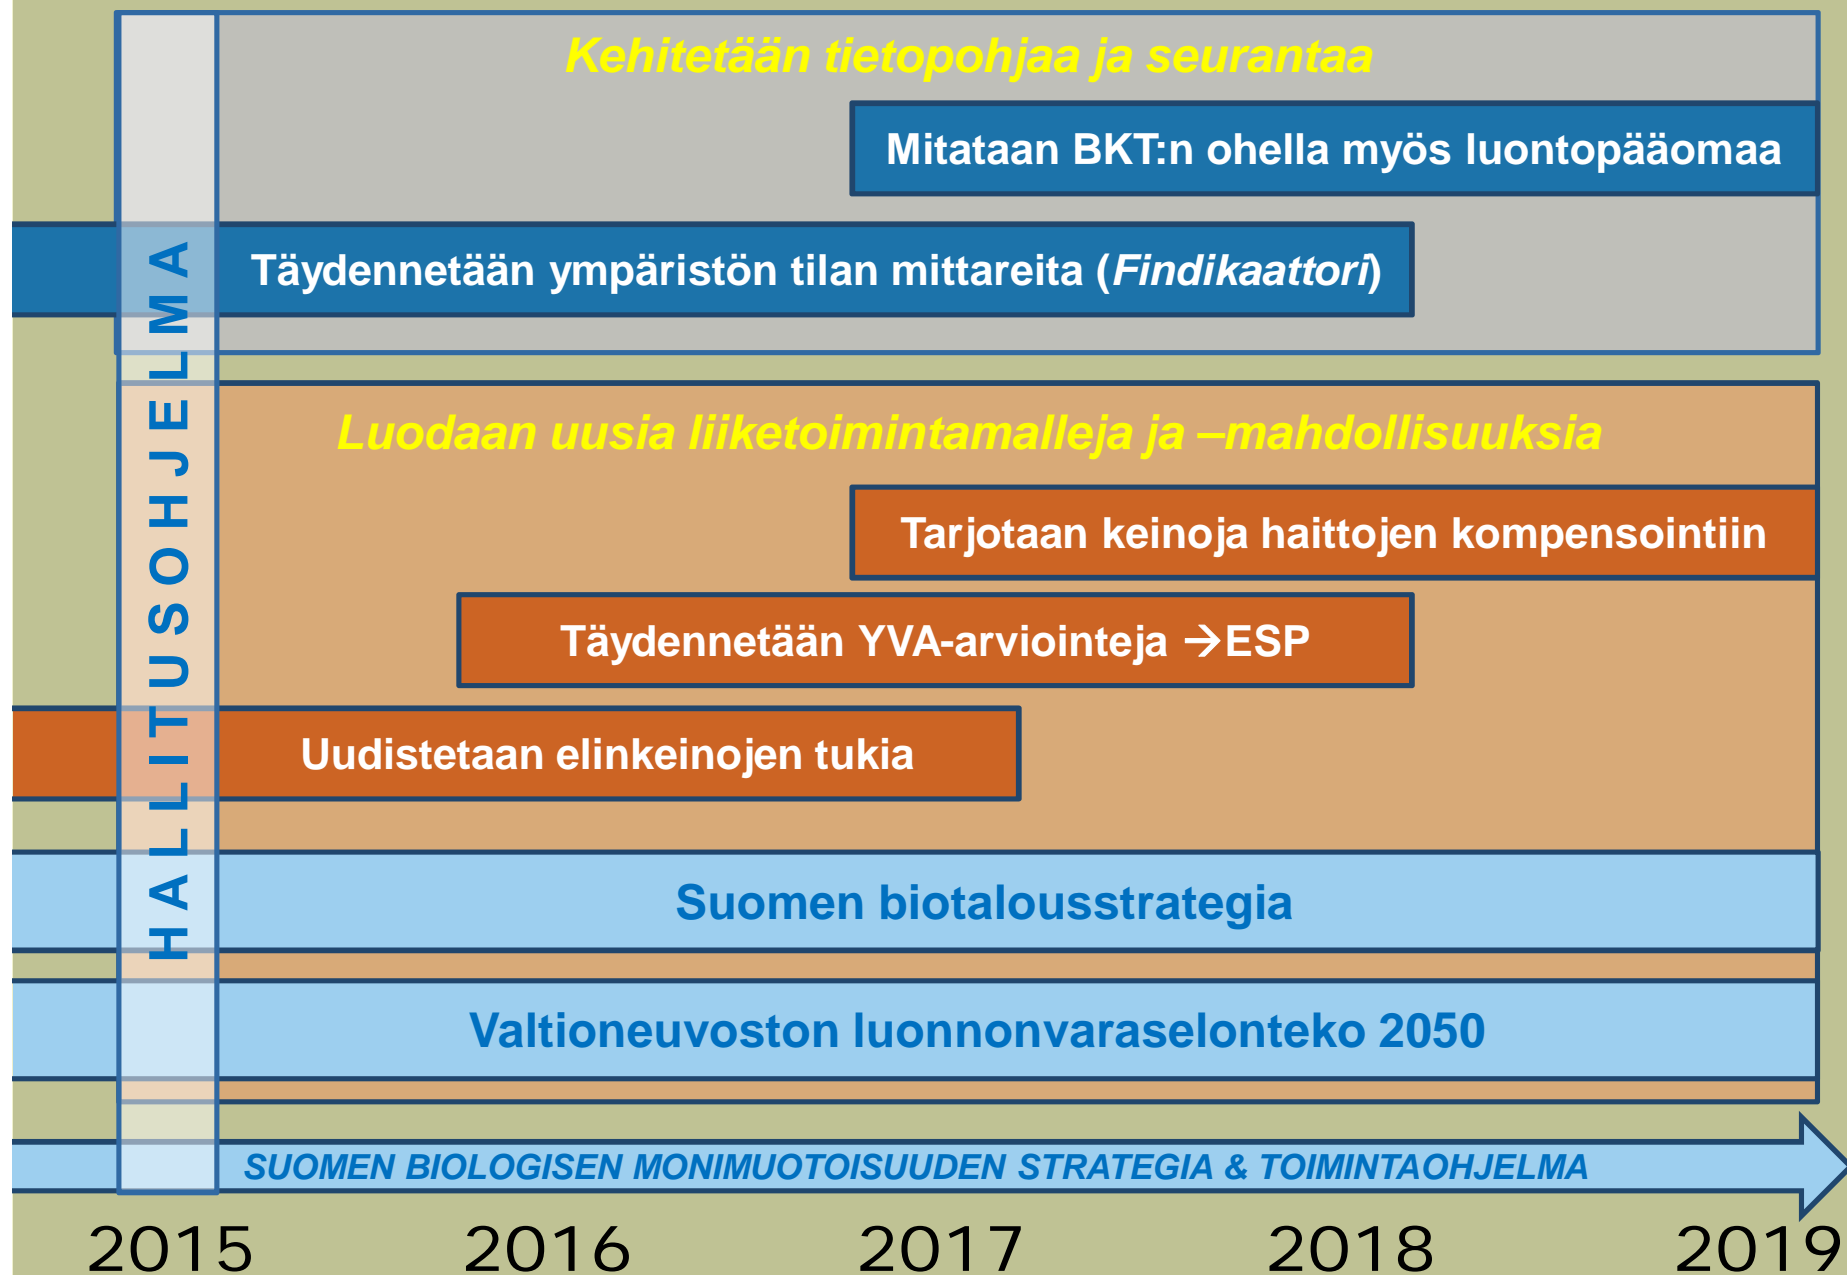 Kehitetään tietopohjaa ja seurantaa
Mitataan BKT:n ohella myös luontopääomaa
Täydennetään ympäristön tilan mittareita (Findikaattori)
HALLITUSOHJELMA
Luodaan uusia liiketoimintamalleja ja –mahdollisuuksia
Tarjotaan keinoja haittojen kompensointiin
Täydennetään YVA-arviointeja →ESP
Uudistetaan elinkeinojen tukia
Suomen biotalousstrategia
Valtioneuvoston luonnonvaraselonteko 2050
SUOMEN BIOLOGISEN MONIMUOTOISUUDEN STRATEGIA & TOIMINTAOHJELMA
2015 2016 2017 2018 2019